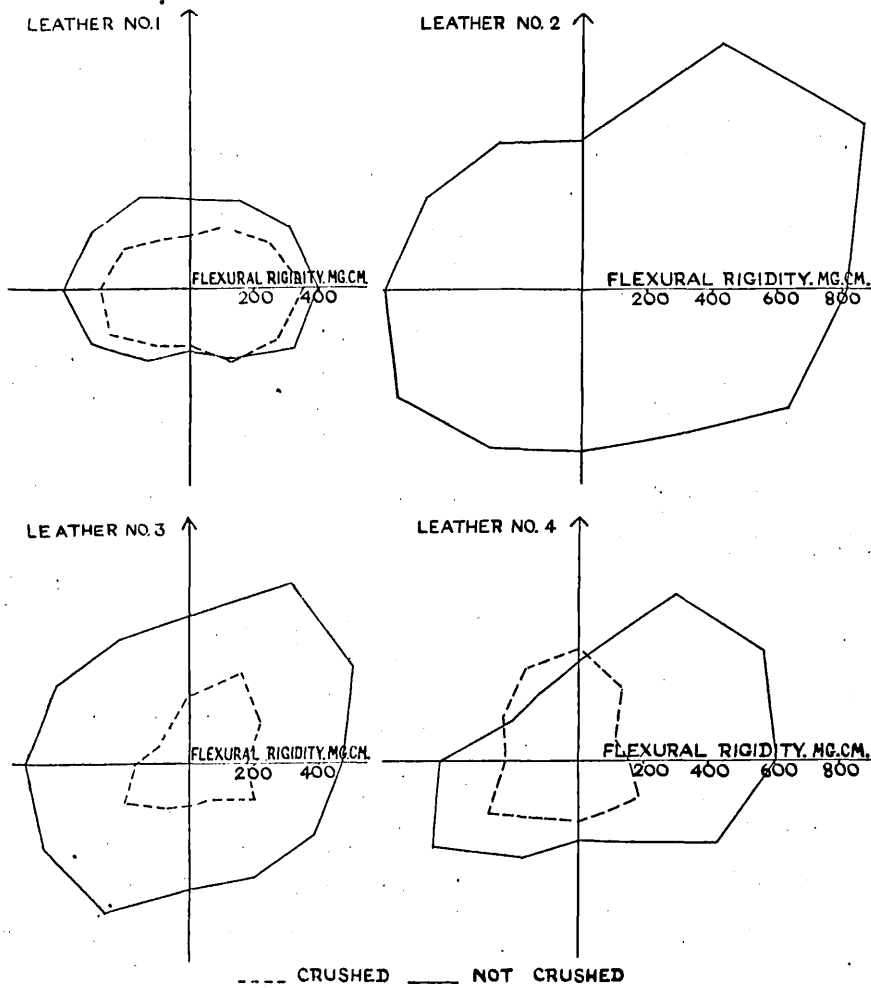 LEATHER NO.1
FLEXURAL RIGIDITY. MG.CM.
200 400
LEATHER NO. 2
FLEXURAL RIGIDITY. MG.CM.
200 400 600 800
LEATHER NO. 3
FLEXURAL RIGIDITY. MG.CM.
200 400
LEATHER NO. 4
FLEXURAL RIGIDITY. MG.CM.
200 400 600 800
CRUSHED NOT CRUSHED